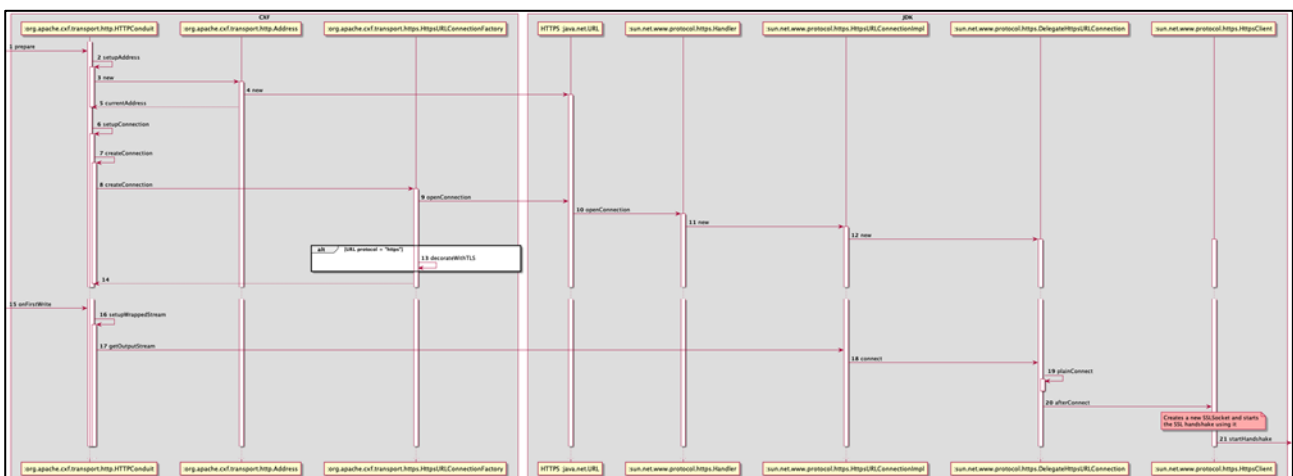 CXF
JDK
:org.apache.cxf.transport.http.HTTPConduit
:org.apache.cxf.transport.http.Address
:org.apache.cxf.transport.https.HttpsURLConnectionFactory
HTTPS java.net.URL
:sun.net.www.protocol.https.Handler
:sun.net.www.protocol.https.HttpsURLConnectionImpl
:sun.net.www.protocol.https.DelegateHttpsURLConnection
:sun.net.www.protocol.https.HttpsClient
1 prepare
2 setupAddress
3 new
4 new
5 currentAddress
6 setupConnection
7 createConnection
8 createConnection
9 openConnection
10 openConnection
11 new
12 new
alt [URL protocol = "https"]
13 decorateWithTLS
14
15 onFirstWrite
16 setupWrappedStream
17 getOutputStream
18 connect
19 plainConnect
20 afterConnect
Creates a new SSLSocket and starts
the SSL handshake using it
21 startHandshake
:org.apache.cxf.transport.http.HTTPConduit
:org.apache.cxf.transport.http.Address
:org.apache.cxf.transport.https.HttpsURLConnectionFactory
HTTPS java.net.URL
:sun.net.www.protocol.https.Handler
:sun.net.www.protocol.https.HttpsURLConnectionImpl
:sun.net.www.protocol.https.DelegateHttpsURLConnection
:sun.net.www.protocol.https.HttpsClient